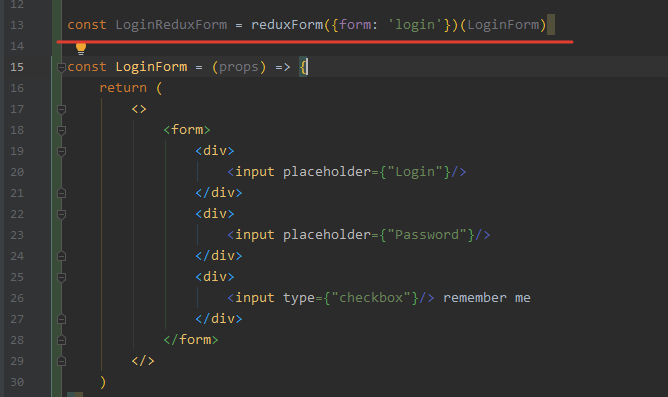 12
13 const LoginReduxForm = reduxForm({form: 'login'})(LoginForm)
14
15 const LoginForm = (props) => {
16 return (
17 <>
18 <form>
19 <div>
20 <input placeholder={"Login"}/>
21 </div>
22 <div>
23 <input placeholder={"Password"}/>
24 </div>
25 <div>
26 <input type={"checkbox"}/> remember me
27 </div>
28 </form>
29 </>
30 )